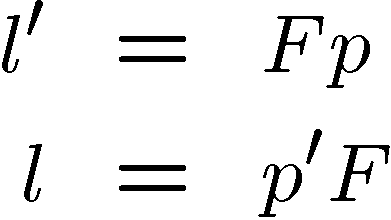 l′ = Fp
l = p′F